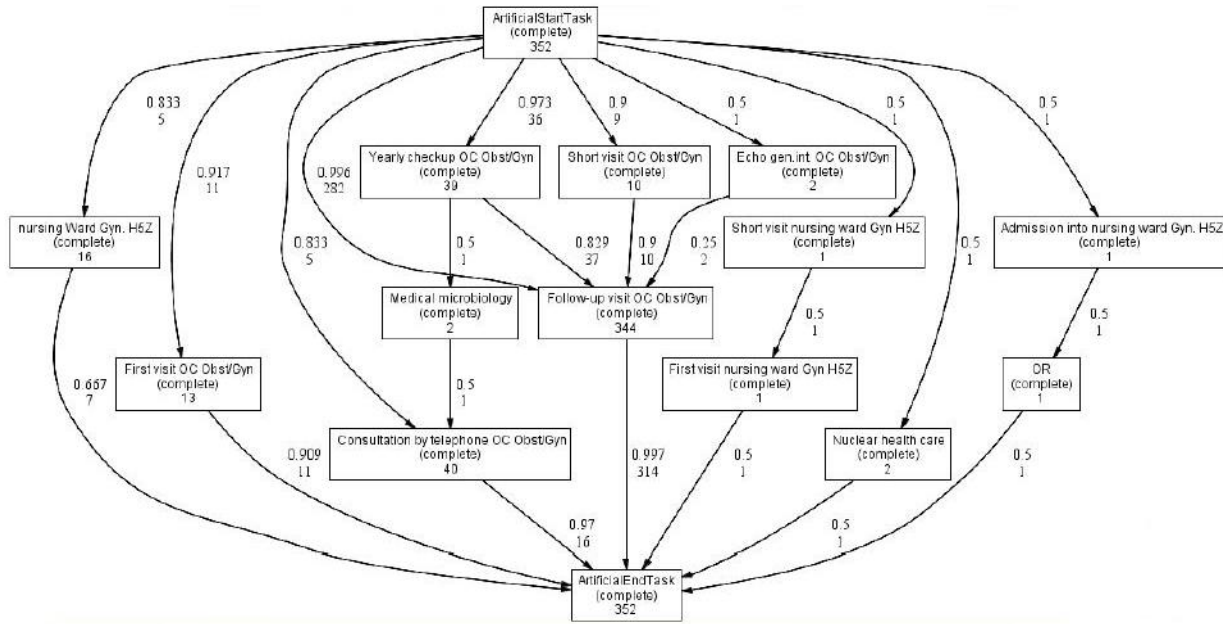 ArtificialStartTask
(complete)
352
0.833
5
0.917
11
0.996
282
0.833
5
0.973
36
0.9
9
0.5
1
0.5
1
0.5
1
0.5
1
Yearly checkup OC Obst/Gyn
(complete)
39
Short visit OC Obst/Gyn
(complete)
10
Echo gen.int. OC Obst/Gyn
(complete)
2
nursing Ward Gyn. H5Z
(complete)
16
Short visit nursing ward Gyn H5Z
(complete)
1
Admission into nursing ward Gyn. H5Z
(complete)
1
0.5
1
0.829
37
0.9
10
0.25
2
0.5
1
0.5
1
Medical microbiology
(complete)
2
Follow-up visit OC Obst/Gyn
(complete)
344
First visit OC Obst/Gyn
(complete)
13
First visit nursing ward Gyn H5Z
(complete)
1
OR
(complete)
1
0.667
7
0.5
1
Consultation by telephone OC Obst/Gyn
(complete)
40
Nuclear health care
(complete)
2
0.909
11
0.997
314
0.5
1
0.5
1
0.97
16
0.5
1
ArtificialEndTask
(complete)
352